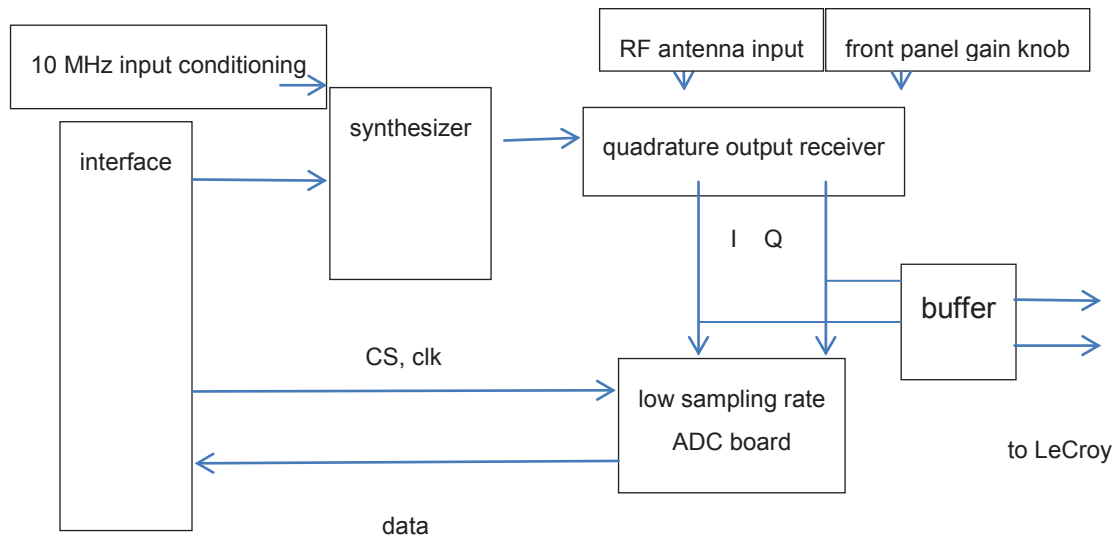 RF antenna input
front panel gain knob
10 MHz input conditioning
synthesizer
quadrature output receiver
interface
I Q
buffer
CS, clk
low sampling rate
ADC board
to LeCroy
data